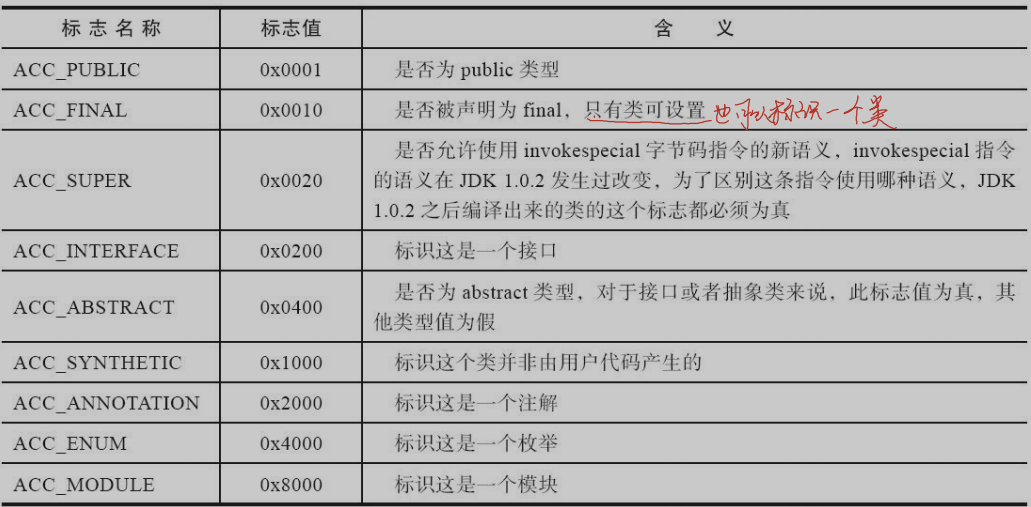 标志名称 标志值 含 义
ACC_PUBLIC 0x0001 是否为 public 类型
ACC_FINAL 0x0010 是否被声明为 final，只有类可设置 也可以标识一个类
是否允许使用 invokespecial 字节码指令的新语义，invokespecial 指令
ACC_SUPER 0x0020 的语义在 JDK 1.0.2 发生过改变，为了区别这条指令使用哪种语义，JDK
1.0.2 之后编译出来的类的这个标志都必须为真
ACC_INTERFACE 0x0200 标识这是一个接口
是否为 abstract 类型，对于接口或者抽象类来说，此标志值为真，其
ACC_ABSTRACT 0x0400
他类型值为假
ACC_SYNTHETIC 0x1000 标识这个类并非由用户代码产生的
ACC_ANNOTATION 0x2000 标识这是一个注解
ACC_ENUM 0x4000 标识这是一个枚举
ACC_MODULE 0x8000 标识这是一个模块